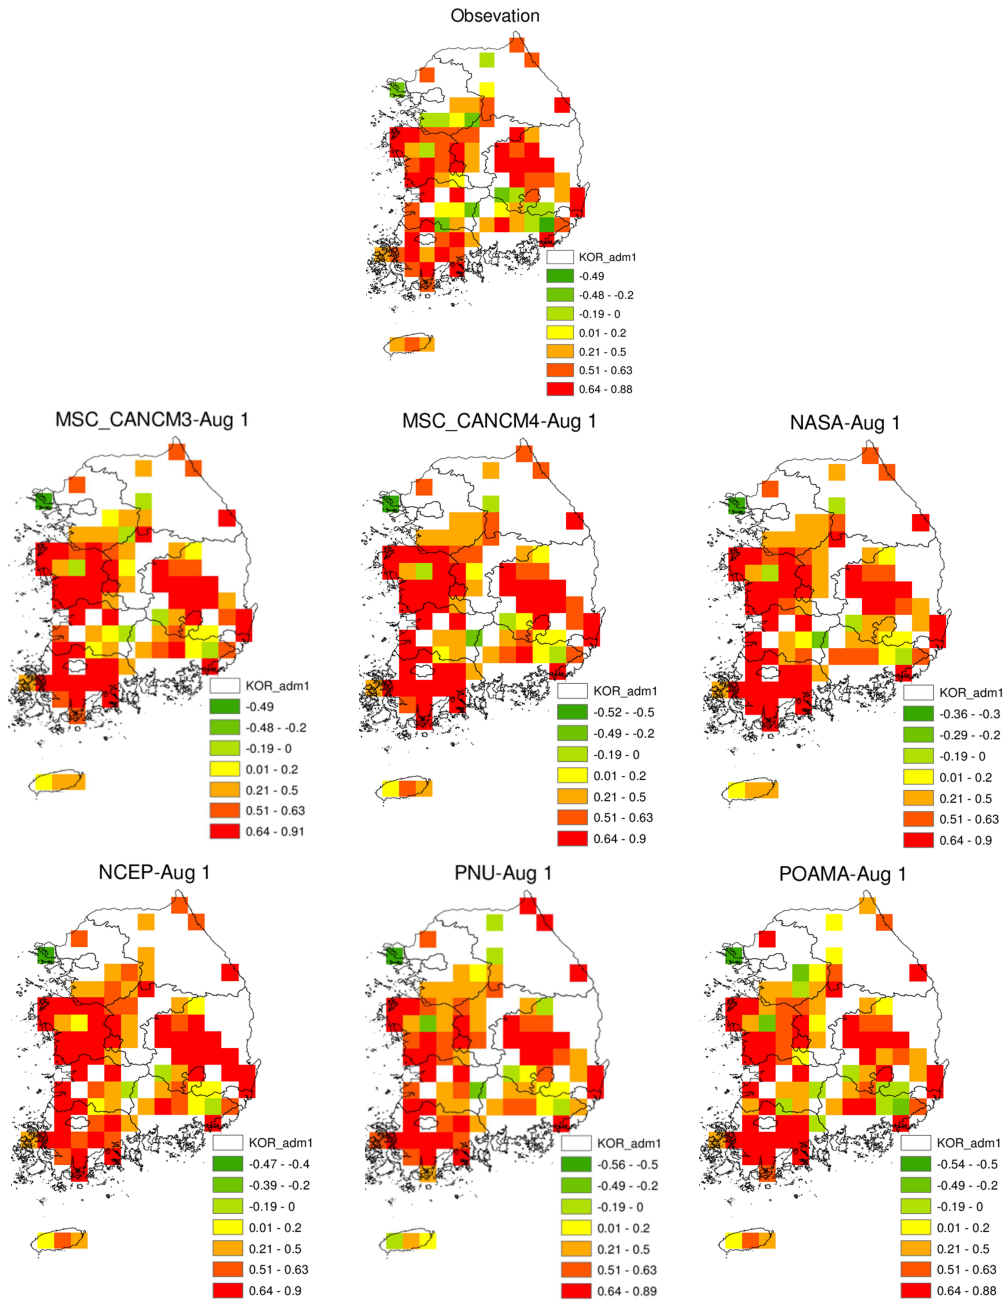 Obsevation
KOR_adm1
-0.49
-0.48 - -0.2
-0.19 - 0
0.01 - 0.2
0.21 - 0.5
0.51 - 0.63
0.64 - 0.88
MSC_CANCM3-Aug 1
KOR_adm1
-0.49
-0.48 - -0.2
-0.19 - 0
0.01 - 0.2
0.21 - 0.5
0.51 - 0.63
0.64 - 0.91
MSC_CANCM4-Aug 1
KOR_adm1
-0.52 - -0.5
-0.49 - -0.2
-0.19 - 0
0.01 - 0.2
0.21 - 0.5
0.51 - 0.63
0.64 - 0.9
NASA-Aug 1
KOR_adm1
-0.36 - -0.3
-0.29 - -0.2
-0.19 - 0
0.01 - 0.2
0.21 - 0.5
0.51 - 0.63
0.64 - 0.9
NCEP-Aug 1
KOR_adm1
-0.47 - -0.4
-0.39 - -0.2
-0.19 - 0
0.01 - 0.2
0.21 - 0.5
0.51 - 0.63
0.64 - 0.9
PNU-Aug 1
KOR_adm1
-0.56 - -0.5
-0.49 - -0.2
-0.19 - 0
0.01 - 0.2
0.21 - 0.5
0.51 - 0.63
0.64 - 0.89
POAMA-Aug 1
KOR_adm1
-0.54 - -0.5
-0.49 - -0.2
-0.19 - 0
0.01 - 0.2
0.21 - 0.5
0.51 - 0.63
0.64 - 0.88